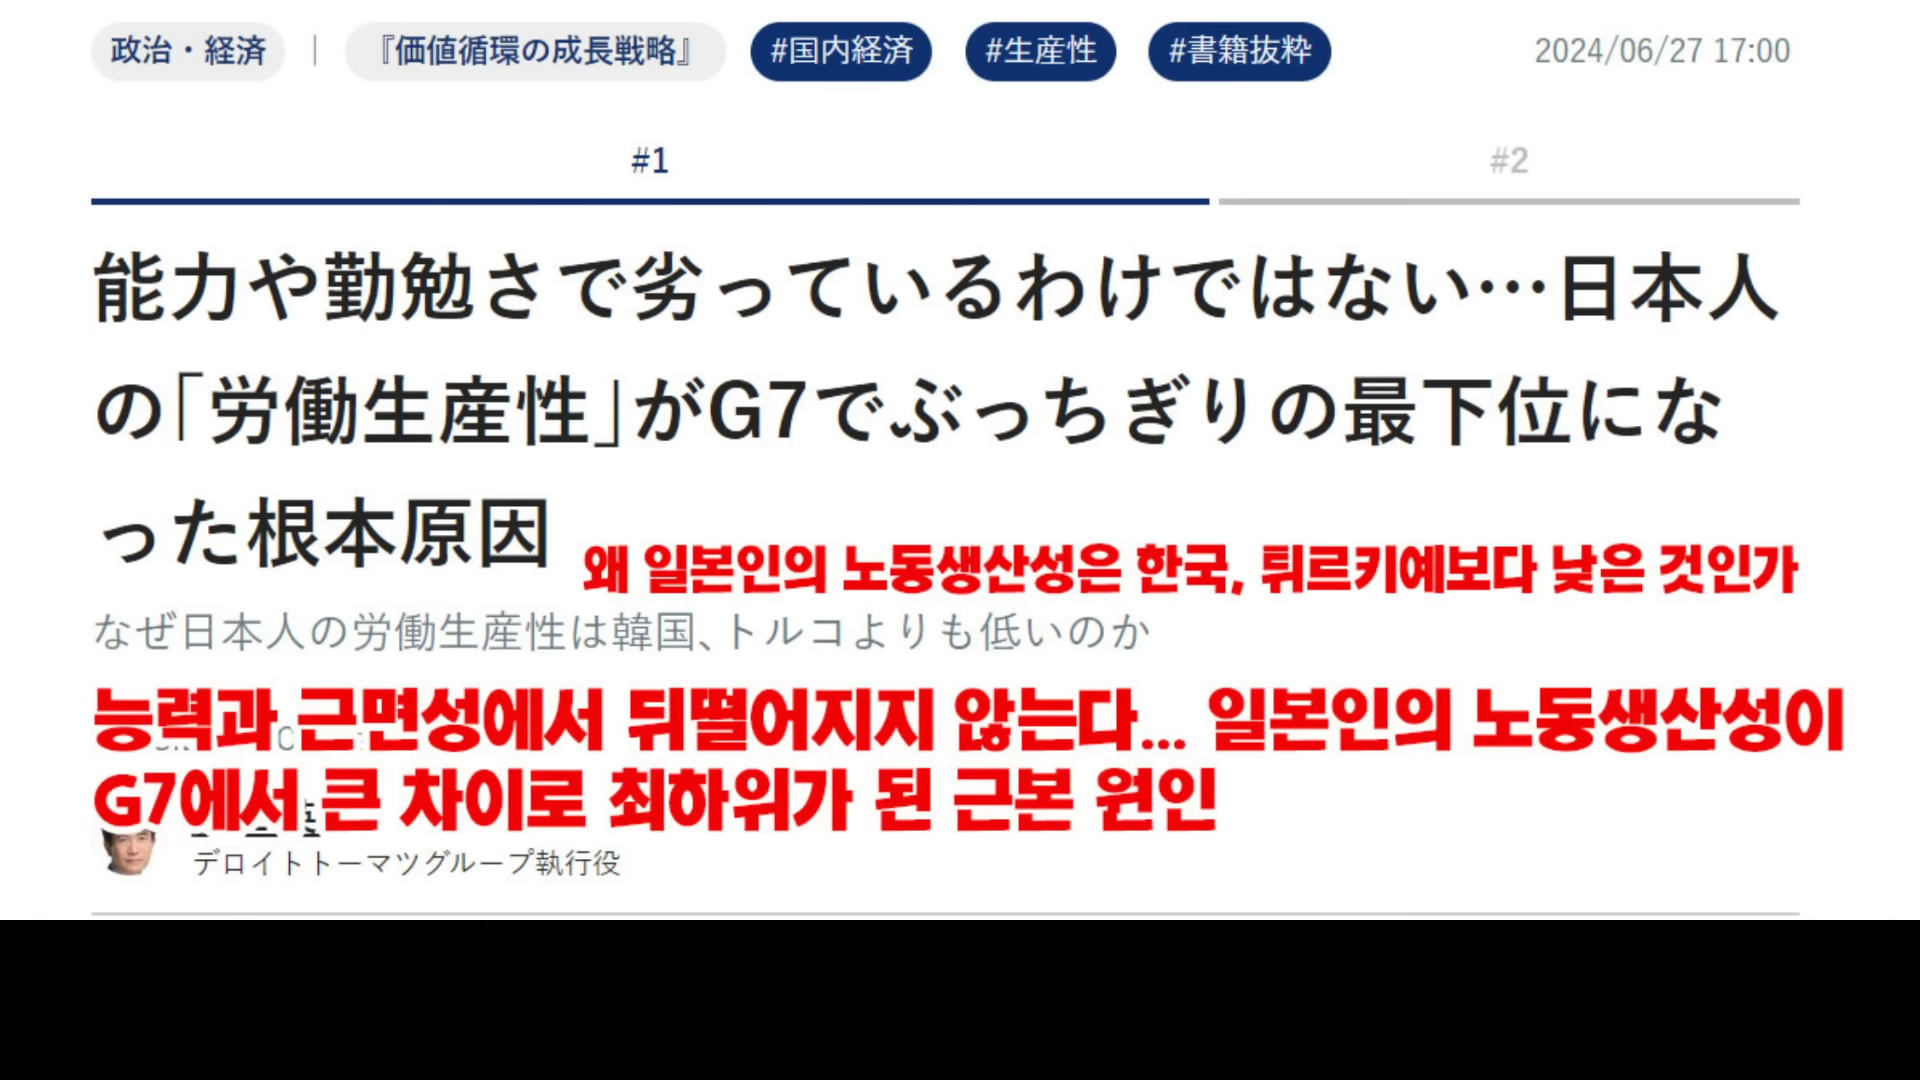 政治・経済 | 『価値循環の成長戦略』 #国内経済 #生産性 #書籍抜粋 2024/06/27 17:00
#1 #2
能力や勤勉さで劣っているわけではない…日本人
の「労働生産性」がG7でぶっちぎりの最下位にな
った根本原因
왜 일본인의 노동생산성은 한국, 튀르키예보다 낮은 것인가
なぜ日本人の労働生産性は韓国、トルコよりも低いのか
능력과 근면성에서 뒤떨어지지 않는다... 일본인의 노동생산성이
G7에서 큰 차이로 최하위가 된 근본 원인
デロイトトーマツグループ執行役